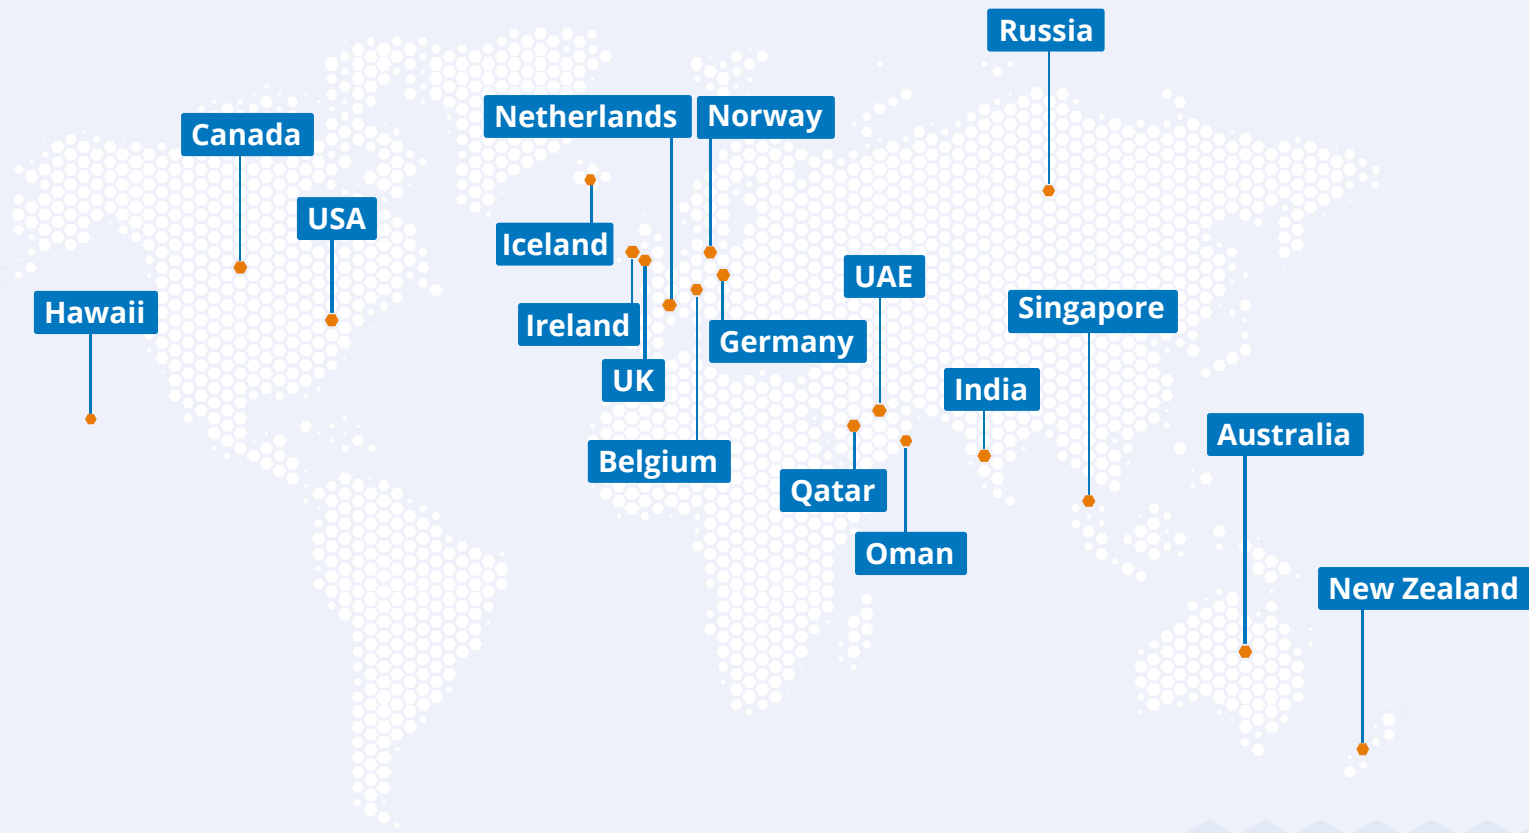 Russia
Netherlands
Norway
Canada
USA
Iceland
UAE
Hawaii
Singapore
Ireland
Germany
UK
India
Australia
Belgium
Qatar
Oman
New Zealand